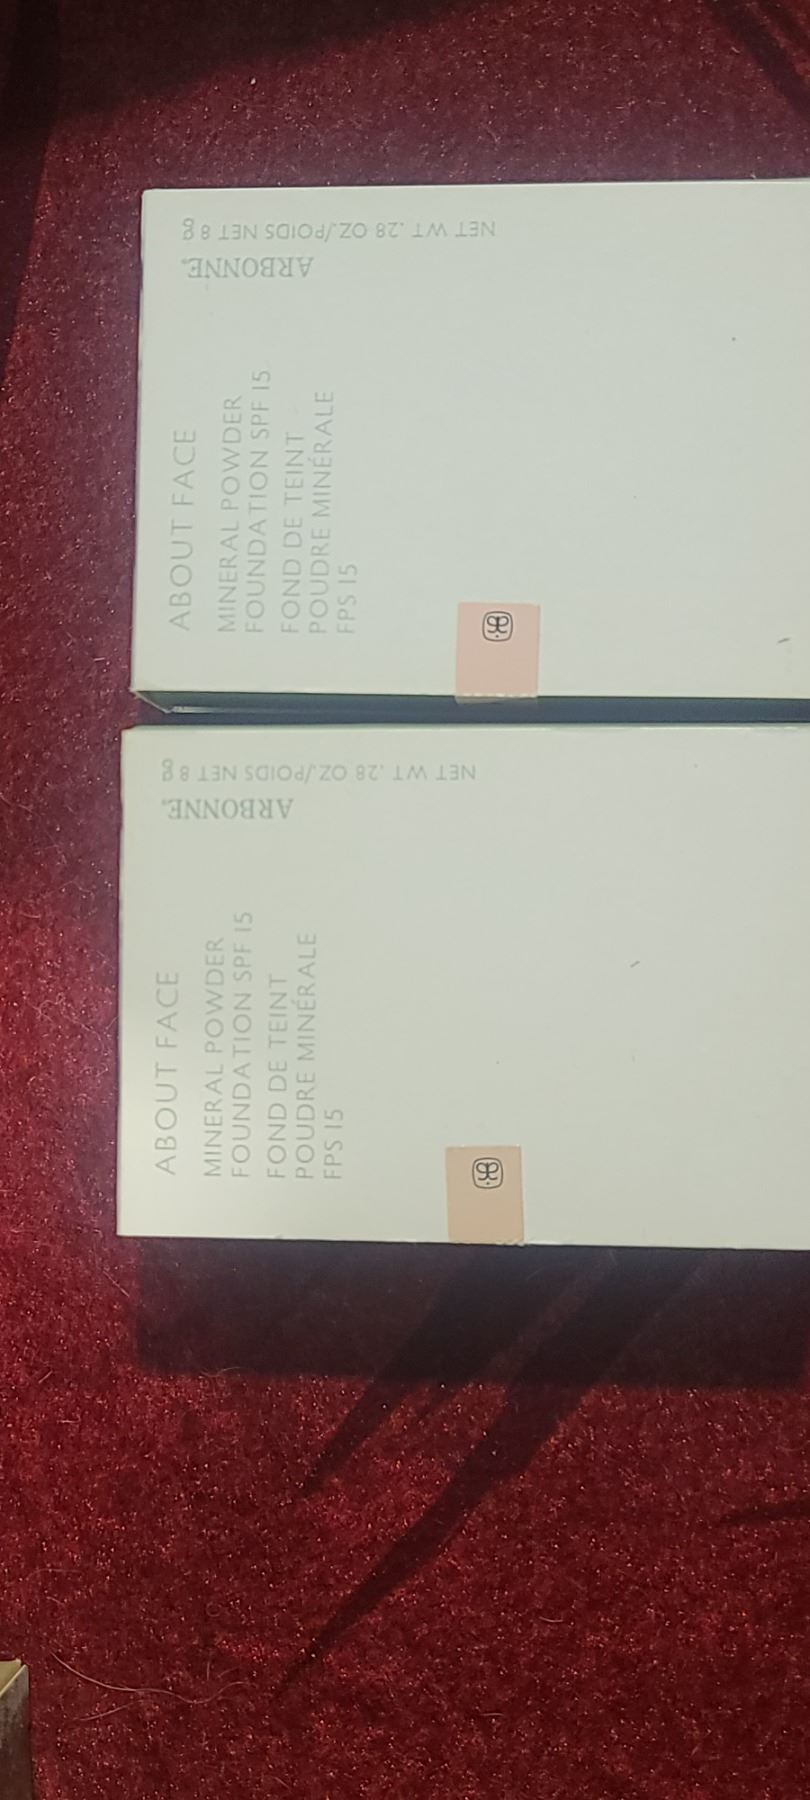 NET WT. .28 OZ./POIDS NET 8 g
ARBONNE®
ABOUT FACE
MINERAL POWDER
FOUNDATION SPF 15
FOND DE TEINT
POUDRE MINÉRALE
FPS 15
NET WT. .28 OZ./POIDS NET 8 g
ARBONNE®
ABOUT FACE
MINERAL POWDER
FOUNDATION SPF 15
FOND DE TEINT
POUDRE MINÉRALE
FPS 15